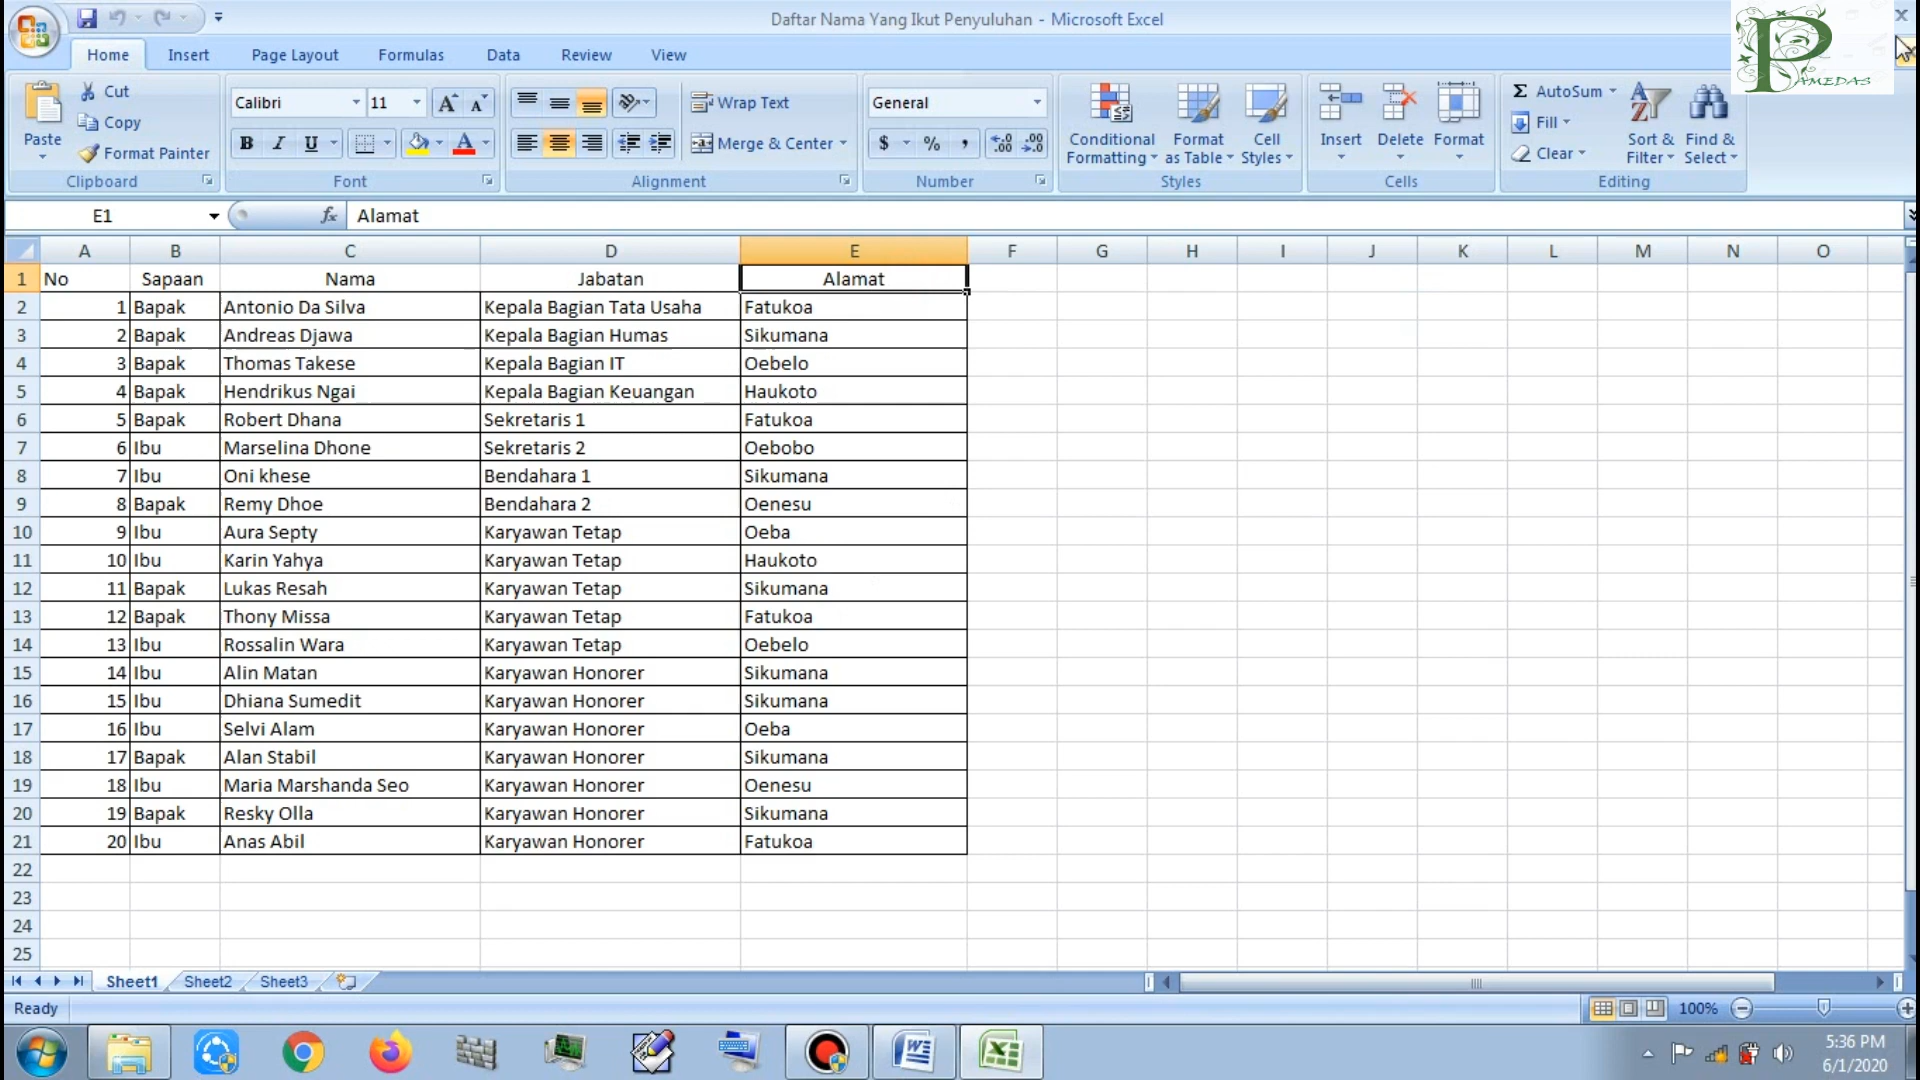 Daftar Nama Yang Ikut Penyuluhan - Microsoft Excel
PAMEDAS
Home Insert Page Layout Formulas Data Review View
Paste
Cut
Copy
Format Painter
Clipboard
Calibri 11
B I U
Font
Wrap Text
Merge & Center
Alignment
General
$ % ,
Number
Conditional Formatting
Format as Table
Cell Styles
Styles
Insert Delete Format
Cells
Σ AutoSum
Fill
Clear
Sort & Filter
Find & Select
Editing
E1 fx Alamat
A B C D E F G H I J K L M N O
1 No Sapaan Nama Jabatan Alamat
2 1 Bapak Antonio Da Silva Kepala Bagian Tata Usaha Fatukoa
3 2 Bapak Andreas Djawa Kepala Bagian Humas Sikumana
4 3 Bapak Thomas Takese Kepala Bagian IT Oebelo
5 4 Bapak Hendrikus Ngai Kepala Bagian Keuangan Haukoto
6 5 Bapak Robert Dhana Sekretaris 1 Fatukoa
7 6 Ibu Marselina Dhone Sekretaris 2 Oebobo
8 7 Ibu Oni khese Bendahara 1 Sikumana
9 8 Bapak Remy Dhoe Bendahara 2 Oenesu
10 9 Ibu Aura Septy Karyawan Tetap Oeba
11 10 Ibu Karin Yahya Karyawan Tetap Haukoto
12 11 Bapak Lukas Resah Karyawan Tetap Sikumana
13 12 Bapak Thony Missa Karyawan Tetap Fatukoa
14 13 Ibu Rossalin Wara Karyawan Tetap Oebelo
15 14 Ibu Alin Matan Karyawan Honorer Sikumana
16 15 Ibu Dhiana Sumedit Karyawan Honorer Sikumana
17 16 Ibu Selvi Alam Karyawan Honorer Oeba
18 17 Bapak Alan Stabil Karyawan Honorer Sikumana
19 18 Ibu Maria Marshanda Seo Karyawan Honorer Oenesu
20 19 Bapak Resky Olla Karyawan Honorer Sikumana
21 20 Ibu Anas Abil Karyawan Honorer Fatukoa
22
23
24
25
Sheet1 Sheet2 Sheet3
Ready 100%
5:36 PM
6/1/2020